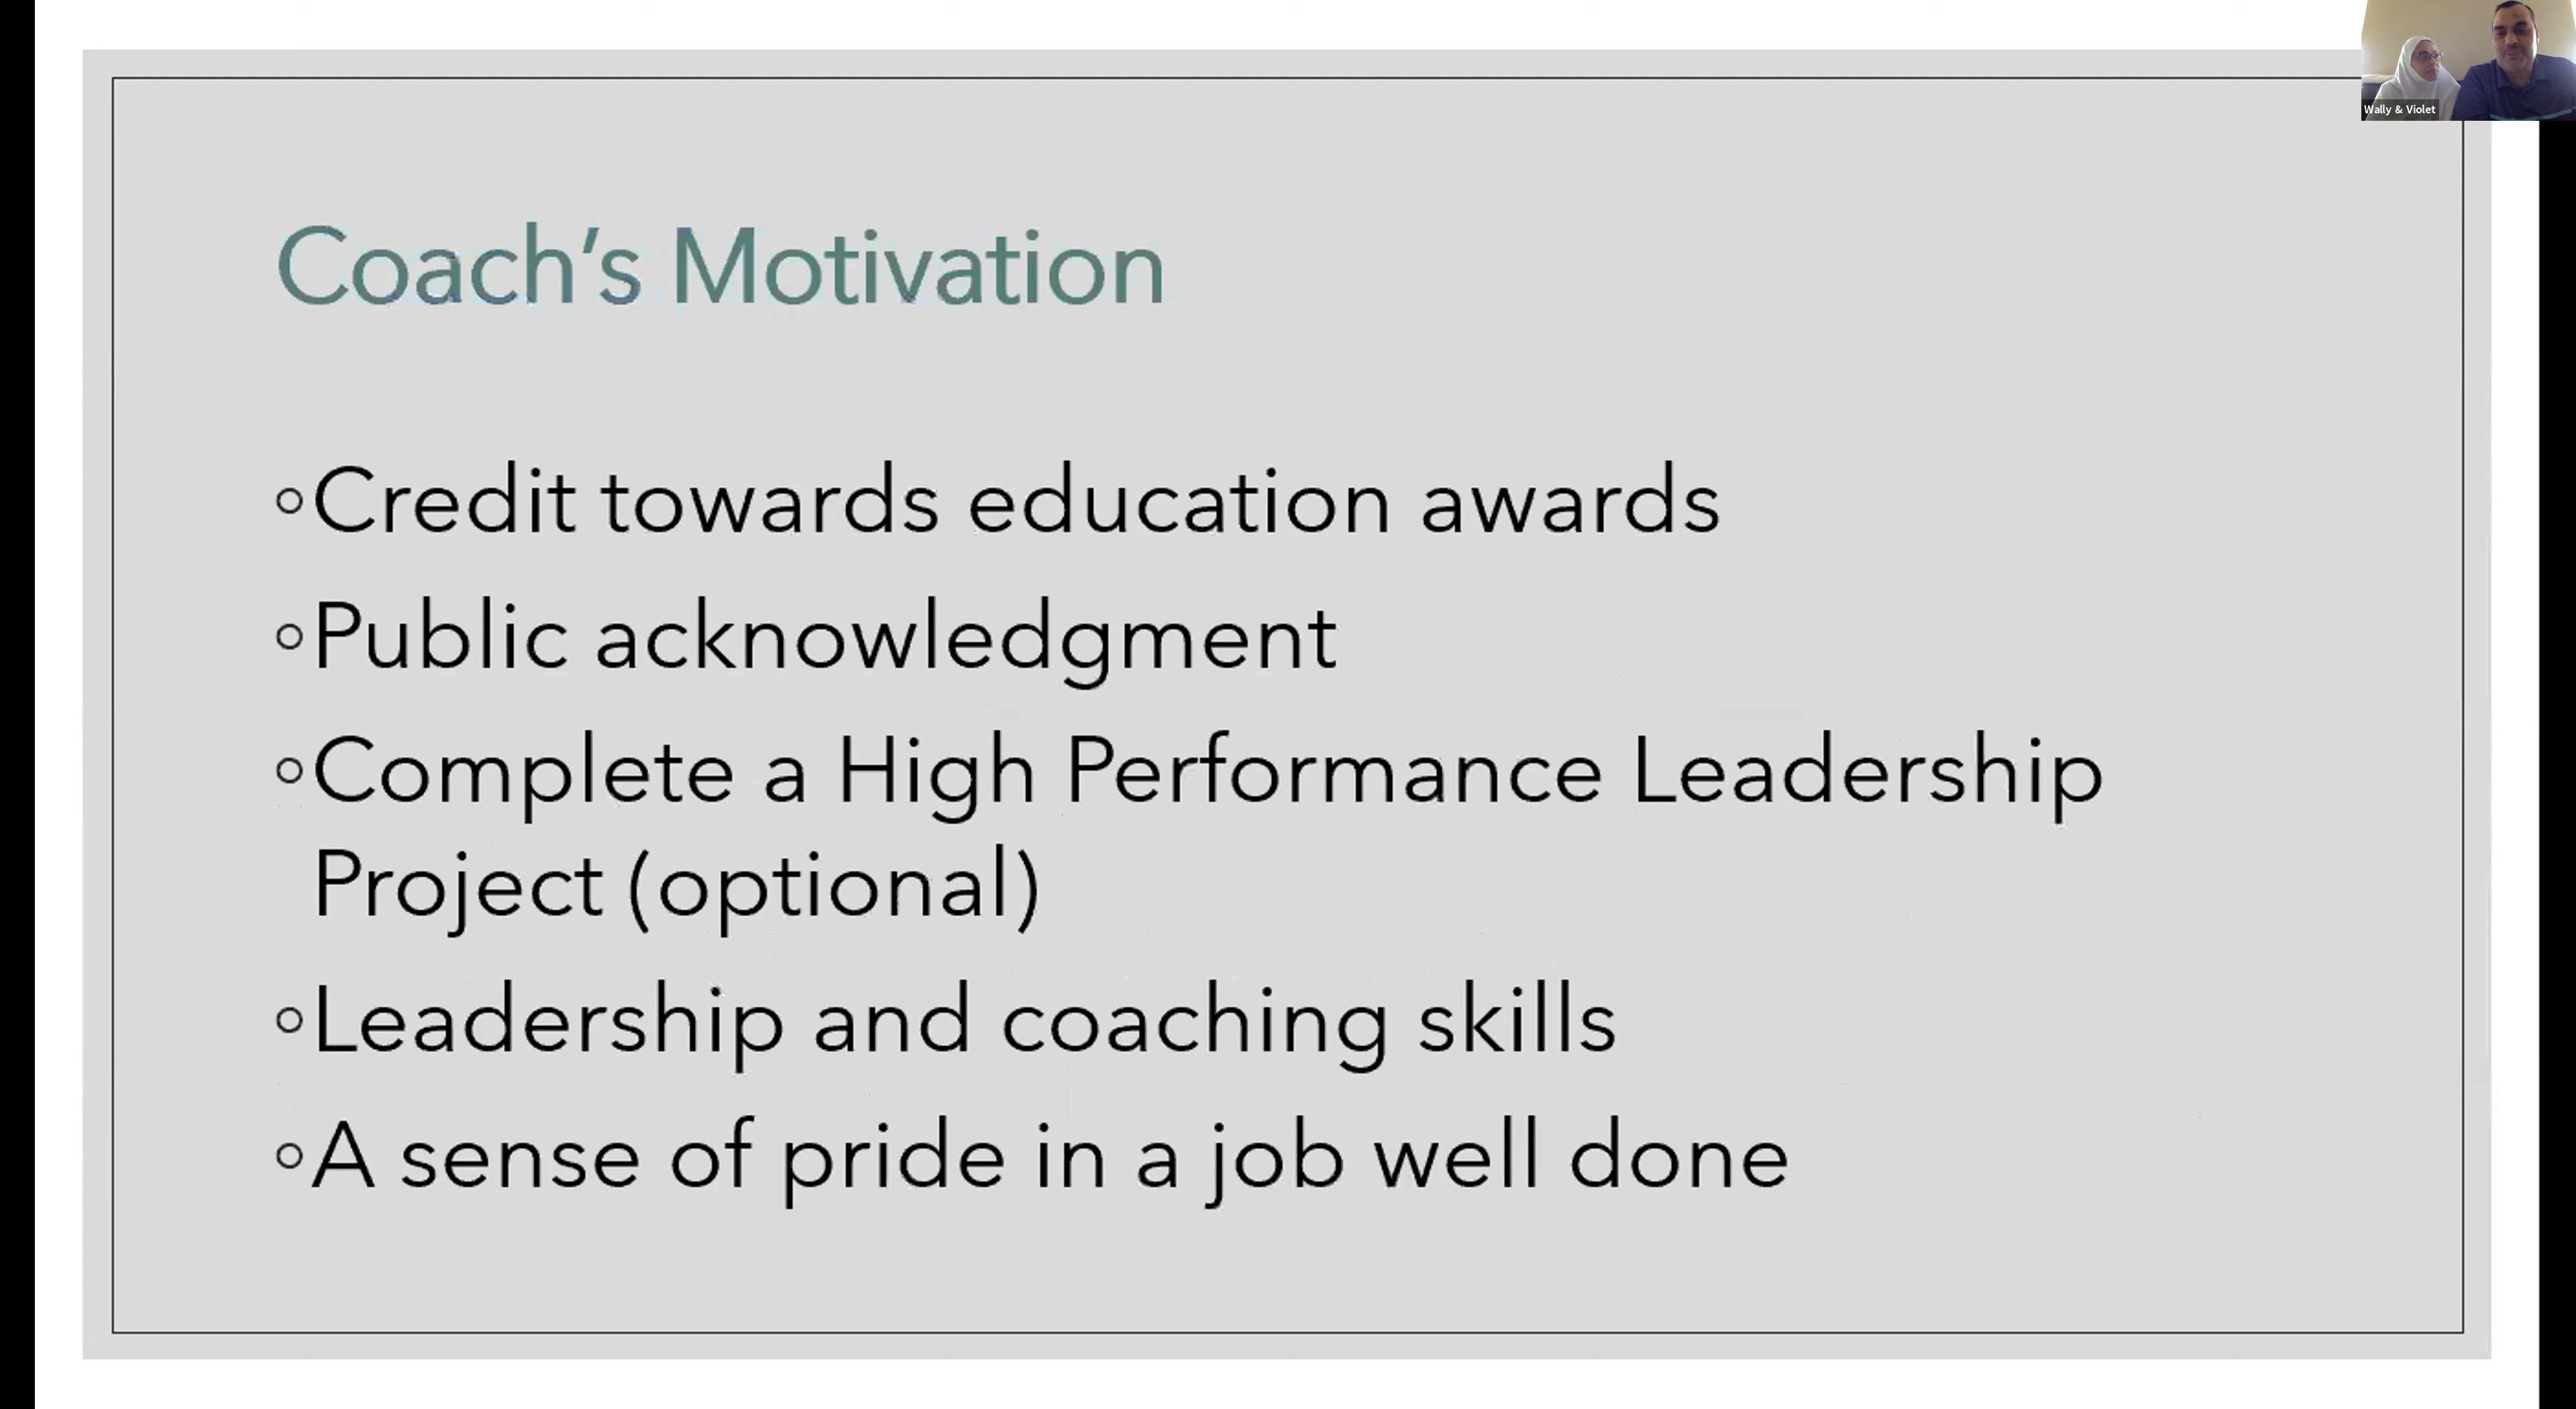 Wally & Violet
Coach’s Motivation
Credit towards education awards
Public acknowledgment
Complete a High Performance Leadership
Project (optional)
Leadership and coaching skills
A sense of pride in a job well done